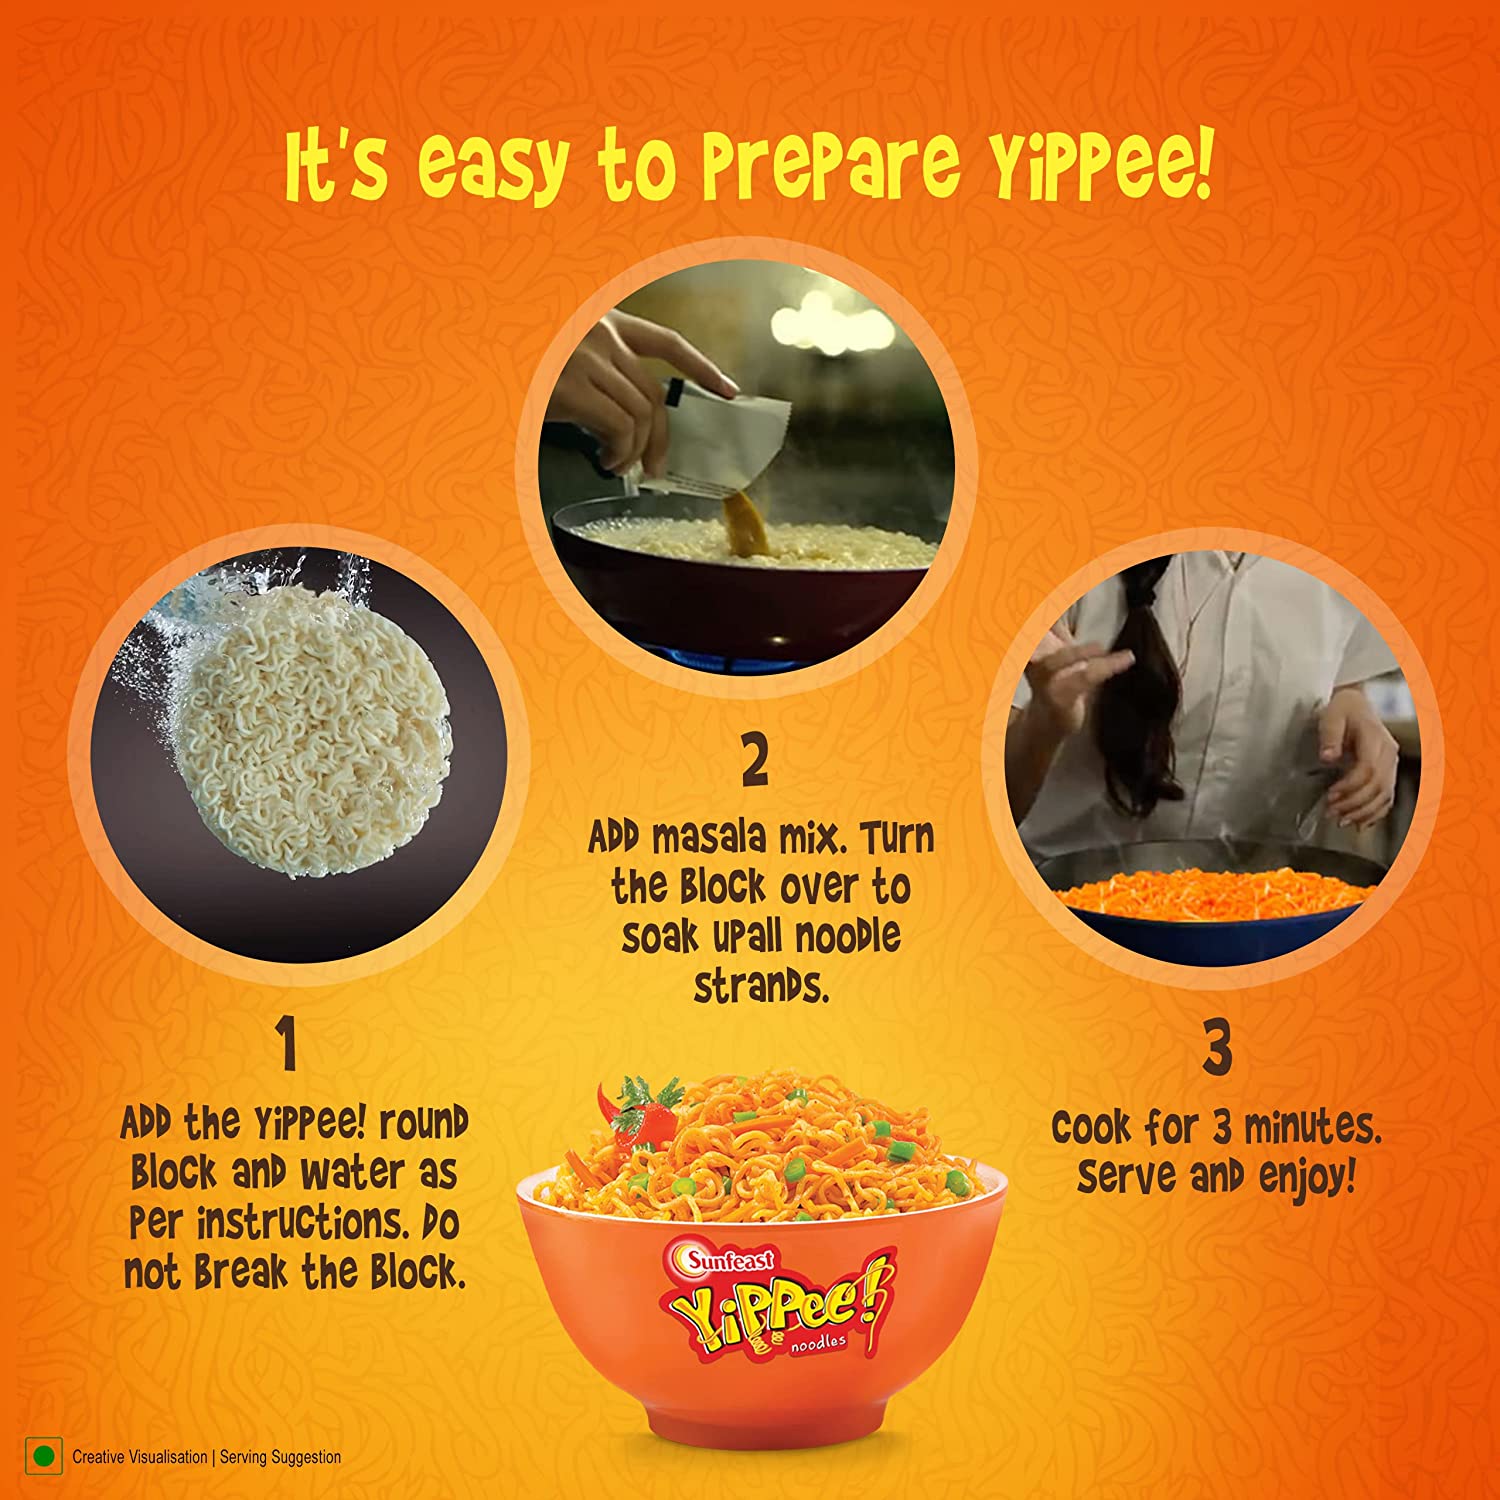 It's easy to prepare Yippee!
1
Add the Yippee! round
block and water as
per instructions. Do
not break the block.
2
Add masala mix. Turn
the block over to
soak upall noodle
strands.
3
Cook for 3 minutes.
Serve and enjoy!
Sunfeast
Yippee!
noodles
Creative Visualisation | Serving Suggestion